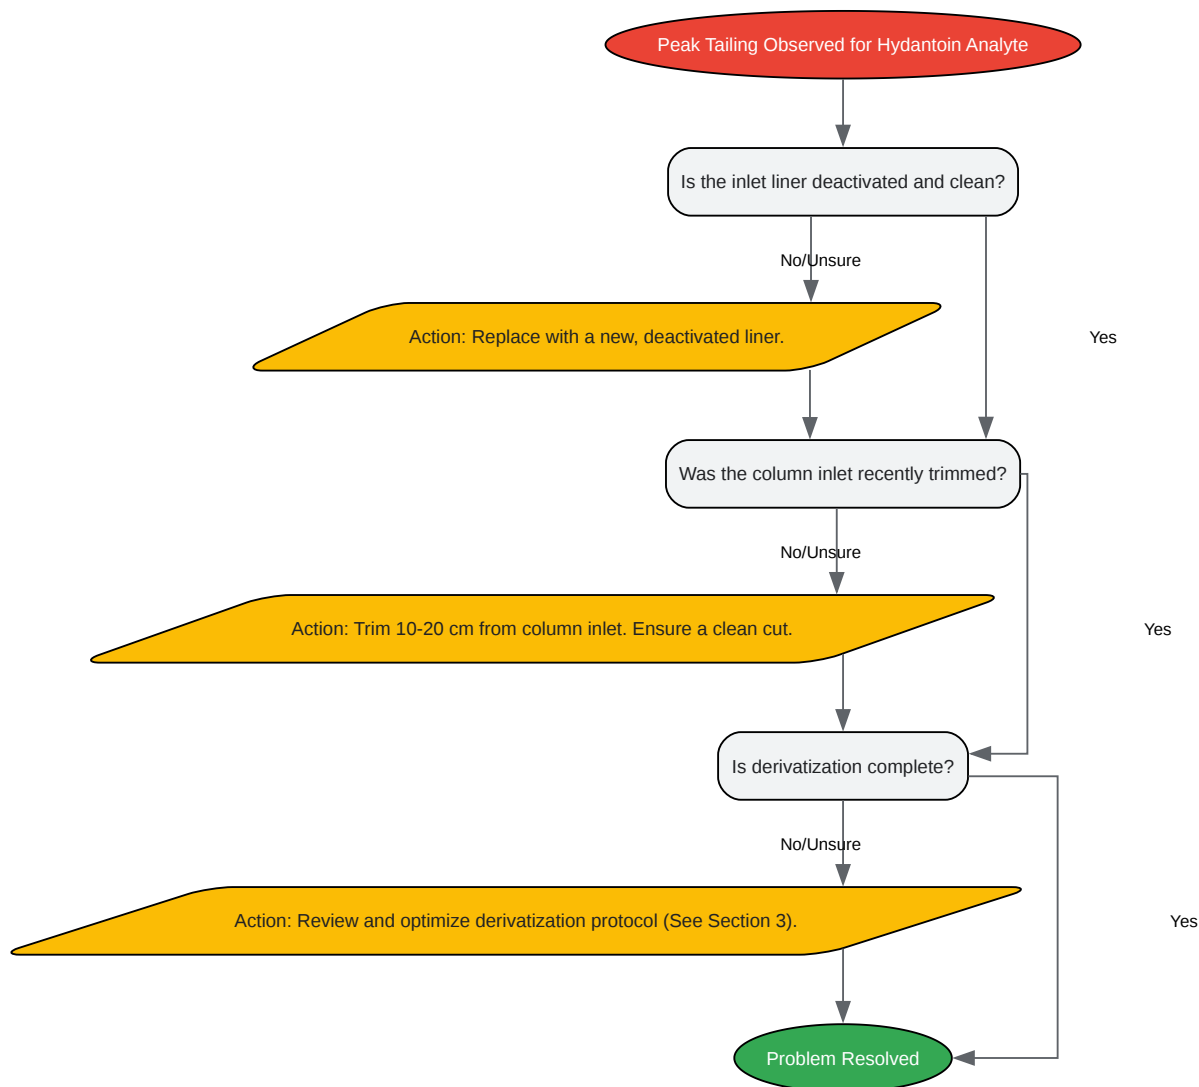 Peak Tailing Observed for Hydantoin Analyte
Is the inlet liner deactivated and clean?
No/Unsure
Action: Replace with a new, deactivated liner.
Yes
Was the column inlet recently trimmed?
No/Unsure
Action: Trim 10-20 cm from column inlet. Ensure a clean cut.
Yes
Is derivatization complete?
No/Unsure
Action: Review and optimize derivatization protocol (See Section 3).
Yes
Problem Resolved